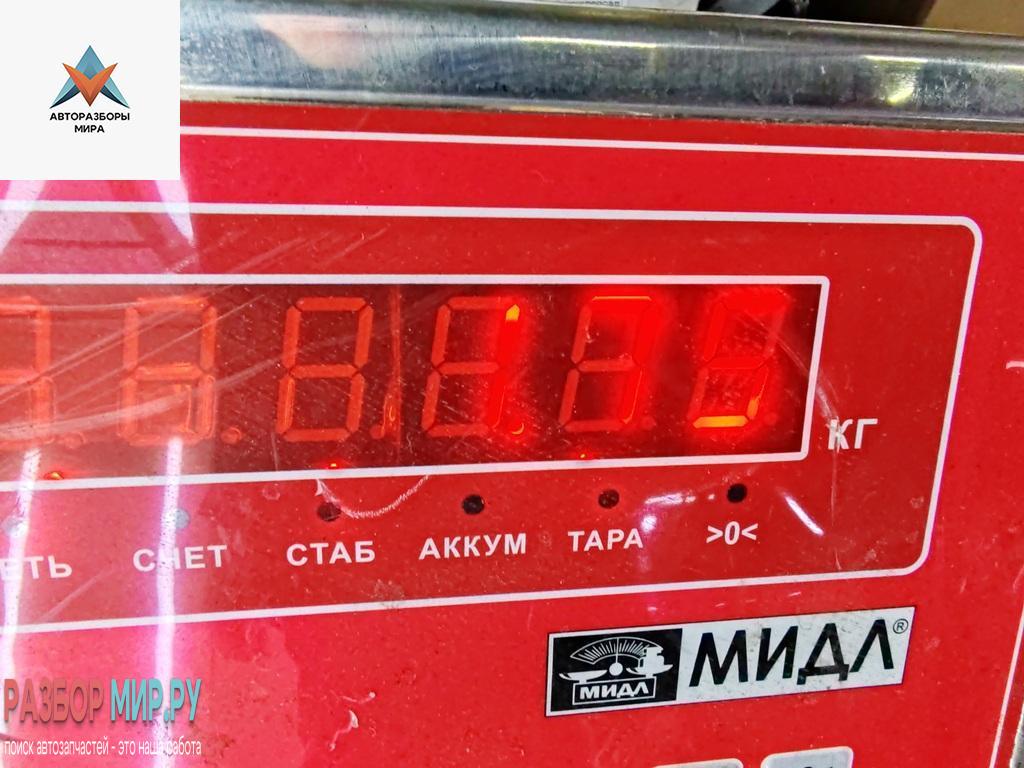 АВТОРАЗБОРЫ
МИРА
КГ
СЧЕТ СТАБ АККУМ ТАРА >0<
МИДЛ МИДЛ®
РАЗБОР МИР.РУ
поиск автозапчастей - это наша работа